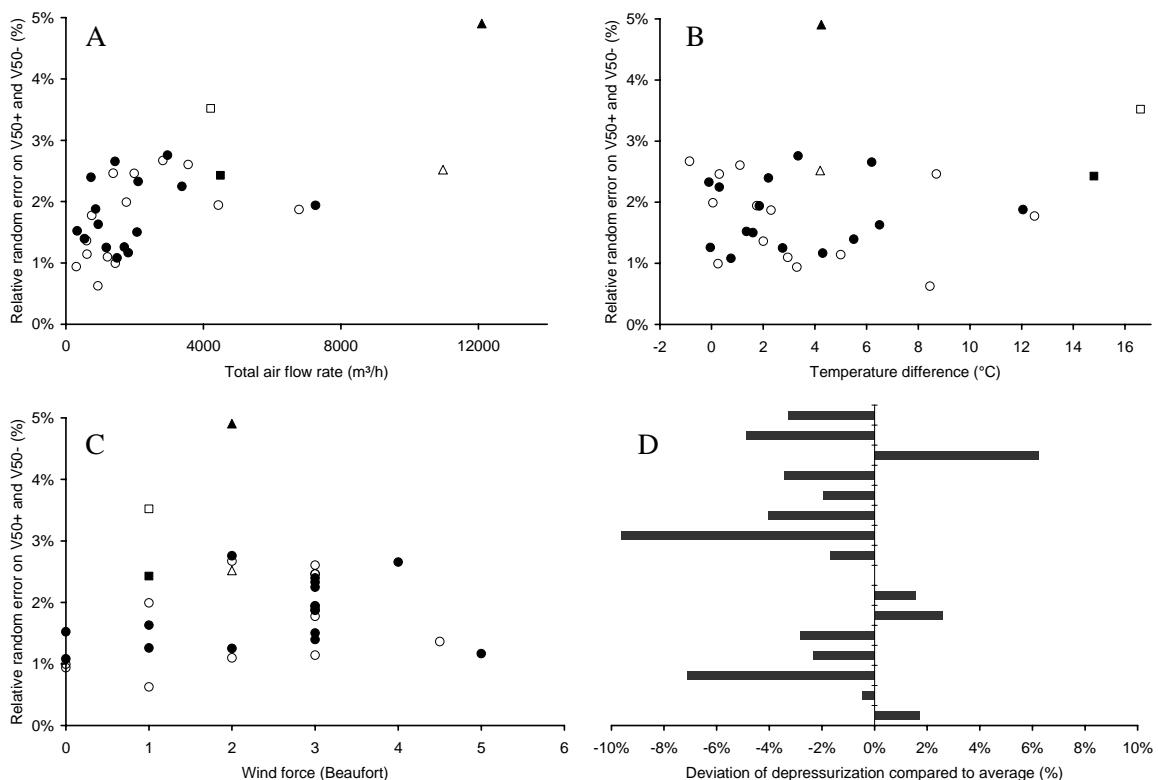 A
Relative random error on V50+ and V50- (%)
5%
4%
3%
2%
1%
0%
0 4000 8000 12000
Total air flow rate (m³/h)
B
Relative random error on V50+ and V50- (%)
5%
4%
3%
2%
1%
0%
-2 0 2 4 6 8 10 12 14 16
Temperature difference (°C)
C
Relative random error on V50+ and V50- (%)
5%
4%
3%
2%
1%
0%
0 1 2 3 4 5 6
Wind force (Beaufort)
D
-10% -8% -6% -4% -2% 0% 2% 4% 6% 8% 10%
Deviation of depressurization compared to average (%)